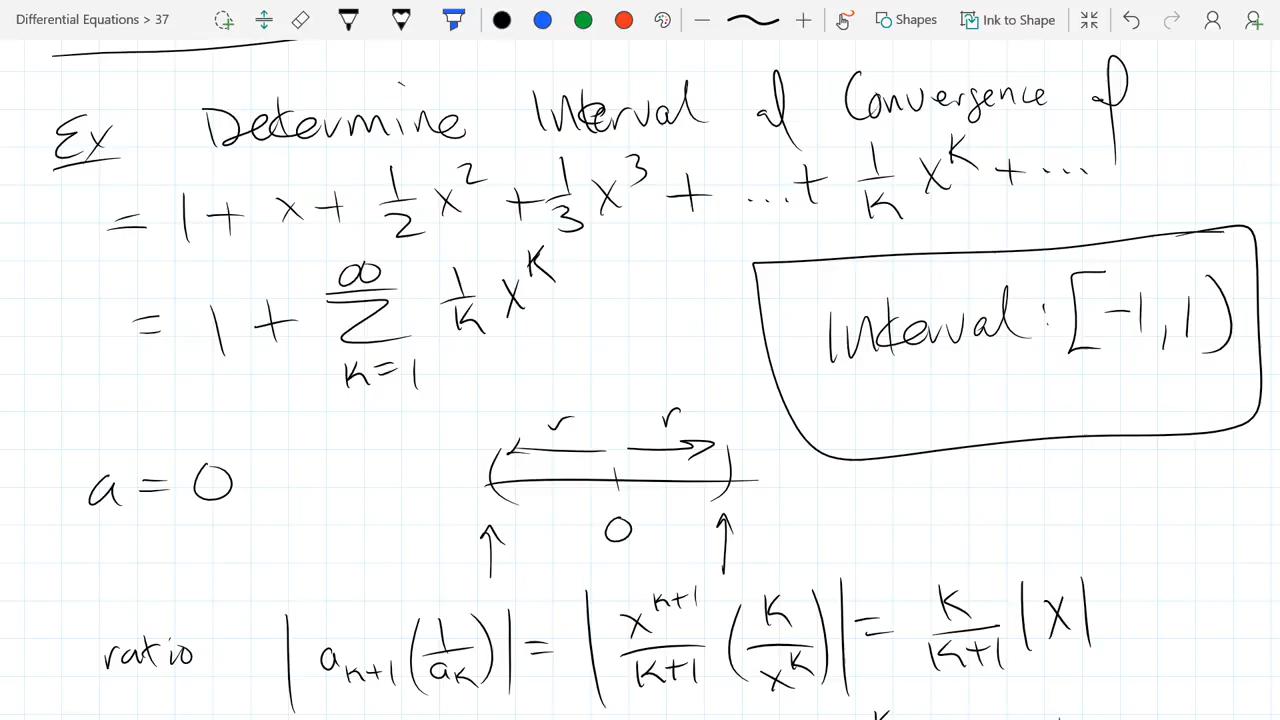 Differential Equations > 37 Shapes Ink to Shape
Ex Determine Interval of Convergence of
= 1 + x + 1/2 x^2 + 1/3 x^3 + ... + 1/K x^K + ...
= 1 + ∑_{K=1}^{∞} 1/K x^K
Interval: [-1, 1)
r r
a = 0
0
ratio |a_{K+1} (1/a_K)| = |x^{K+1}/(K+1) (K/x^K)| = K/(K+1) |x|